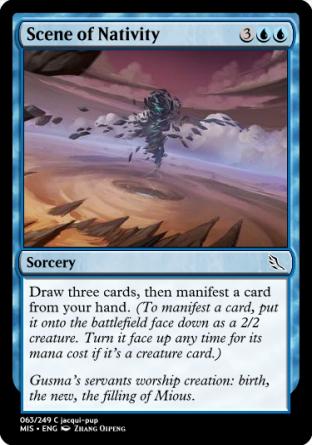 Scene of Nativity 3
Sorcery
Draw three cards, then manifest a card
from your hand. (To manifest a card, put
it onto the battlefield face down as a 2/2
creature. Turn it face up any time for its
mana cost if it's a creature card.)
Gusma's servants worship creation: birth,
the new, the filling of Mious.
063/249 C jacqui-pup
MIS • ENG Zhang Oipeng